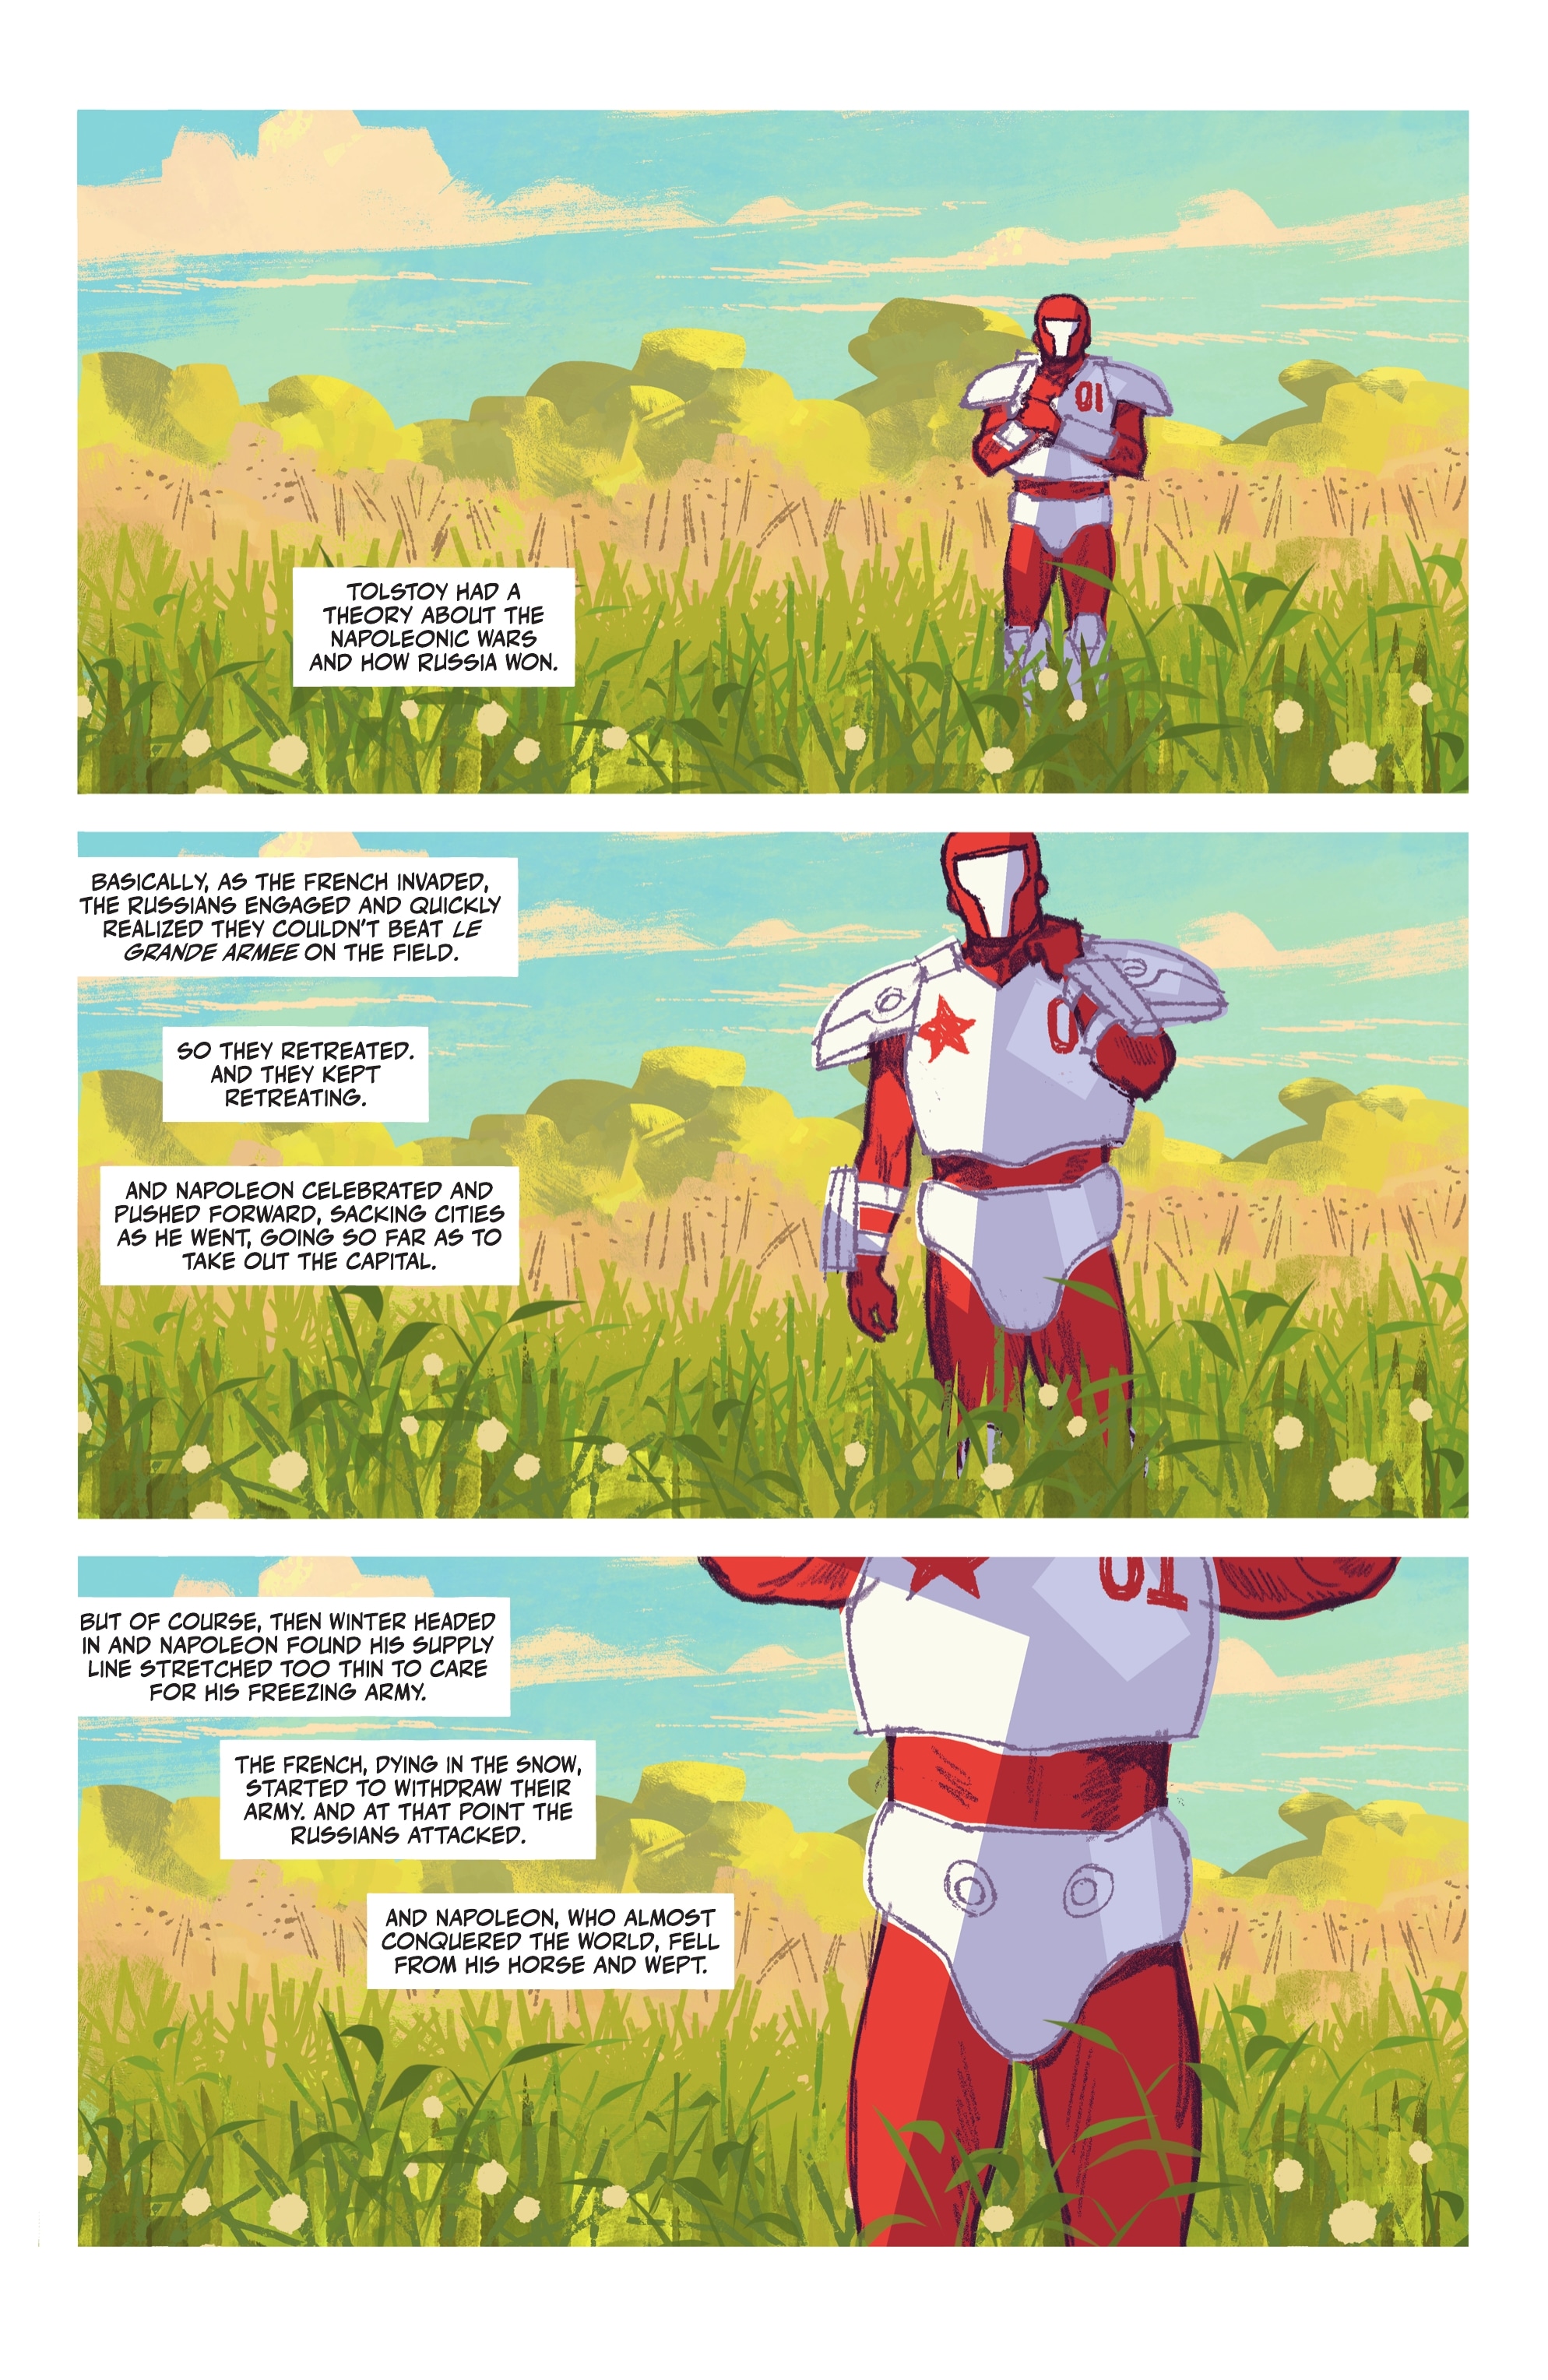 01
TOLSTOY HAD A
THEORY ABOUT THE
NAPOLEONIC WARS
AND HOW RUSSIA WON.
BASICALLY, AS THE FRENCH INVADED,
THE RUSSIANS ENGAGED AND QUICKLY
REALIZED THEY COULDN'T BEAT LE
GRANDE ARMEE ON THE FIELD.
0
SO THEY RETREATED.
AND THEY KEPT
RETREATING.
AND NAPOLEON CELEBRATED AND
PUSHED FORWARD, SACKING CITIES
AS HE WENT, GOING SO FAR AS TO
TAKE OUT THE CAPITAL.
01
BUT OF COURSE, THEN WINTER HEADED
IN AND NAPOLEON FOUND HIS SUPPLY
LINE STRETCHED TOO THIN TO CARE
FOR HIS FREEZING ARMY.
THE FRENCH, DYING IN THE SNOW,
STARTED TO WITHDRAW THEIR
ARMY. AND AT THAT POINT THE
RUSSIANS ATTACKED.
AND NAPOLEON, WHO ALMOST
CONQUERED THE WORLD, FELL
FROM HIS HORSE AND WEPT.